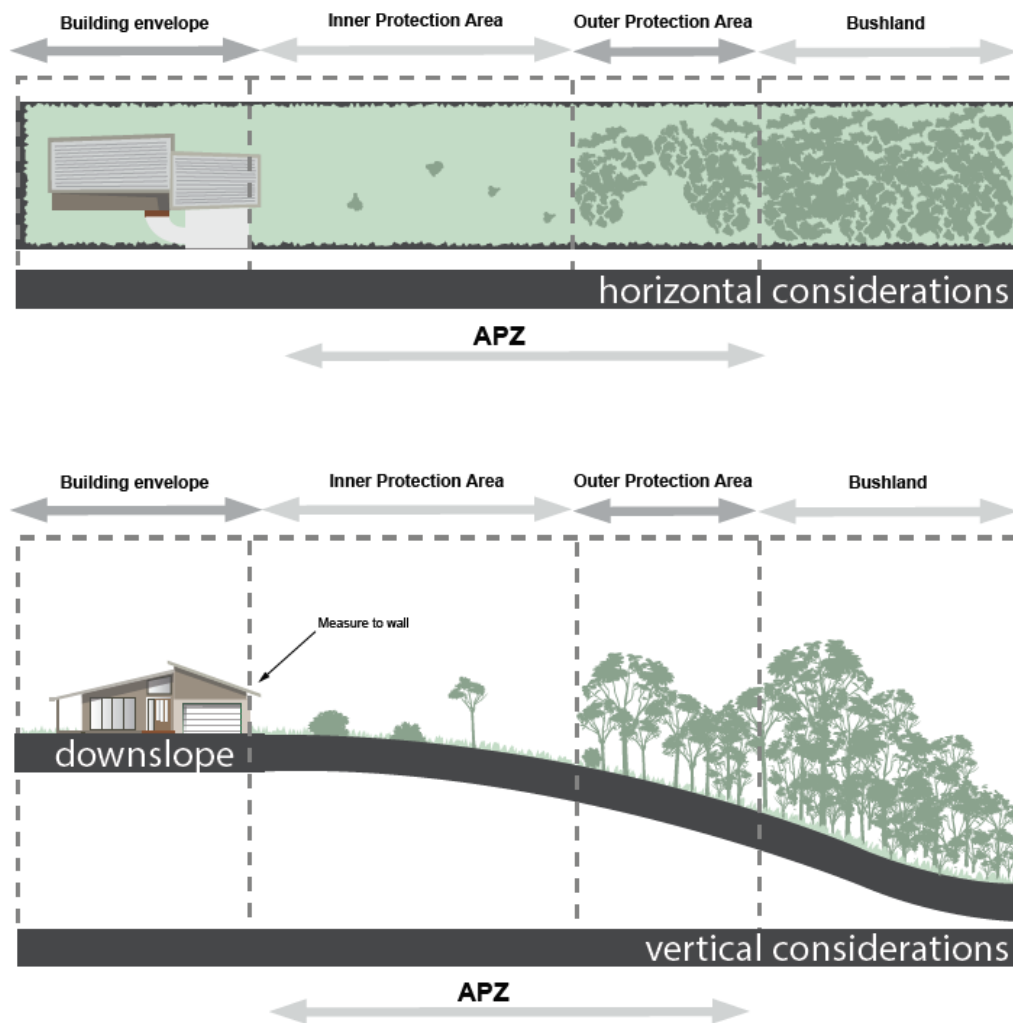 Building envelope
Inner Protection Area
Outer Protection Area
Bushland
horizontal considerations
APZ
Building envelope
Inner Protection Area
Outer Protection Area
Bushland
Measure to wall
downslope
vertical considerations
APZ